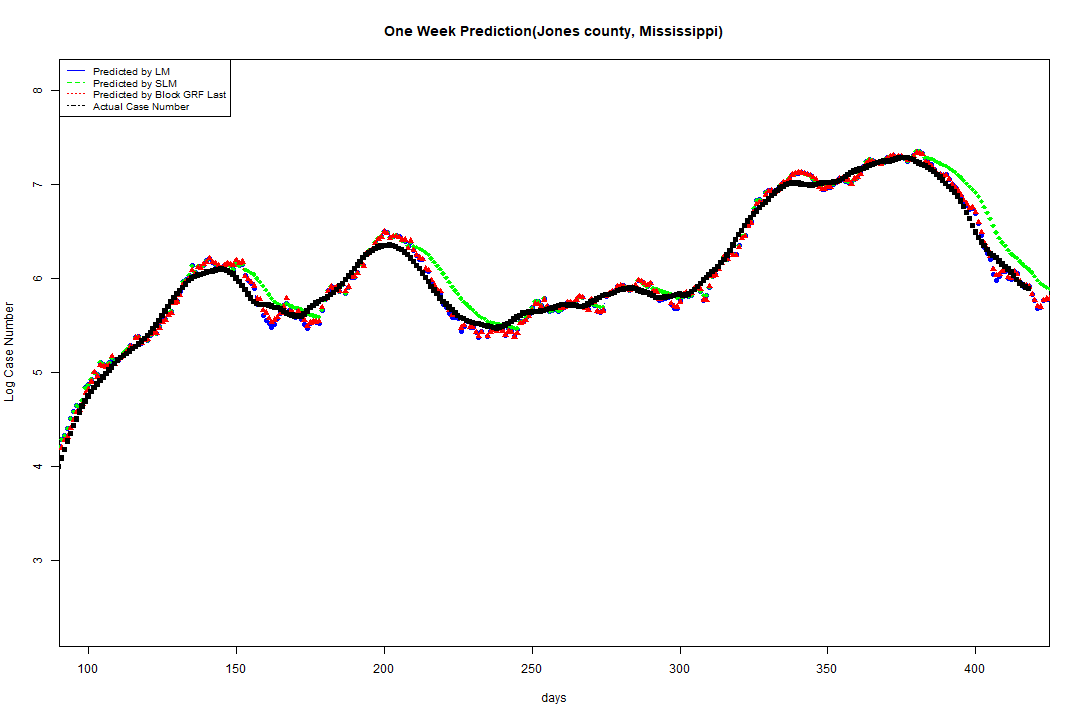 One Week Prediction(Jones county, Mississippi)
Predicted by LM
Predicted by SLM
Predicted by Block GRF Last
Actual Case Number
8
7
6
5
4
3
Log Case Number
100 150 200 250 300 350 400
days